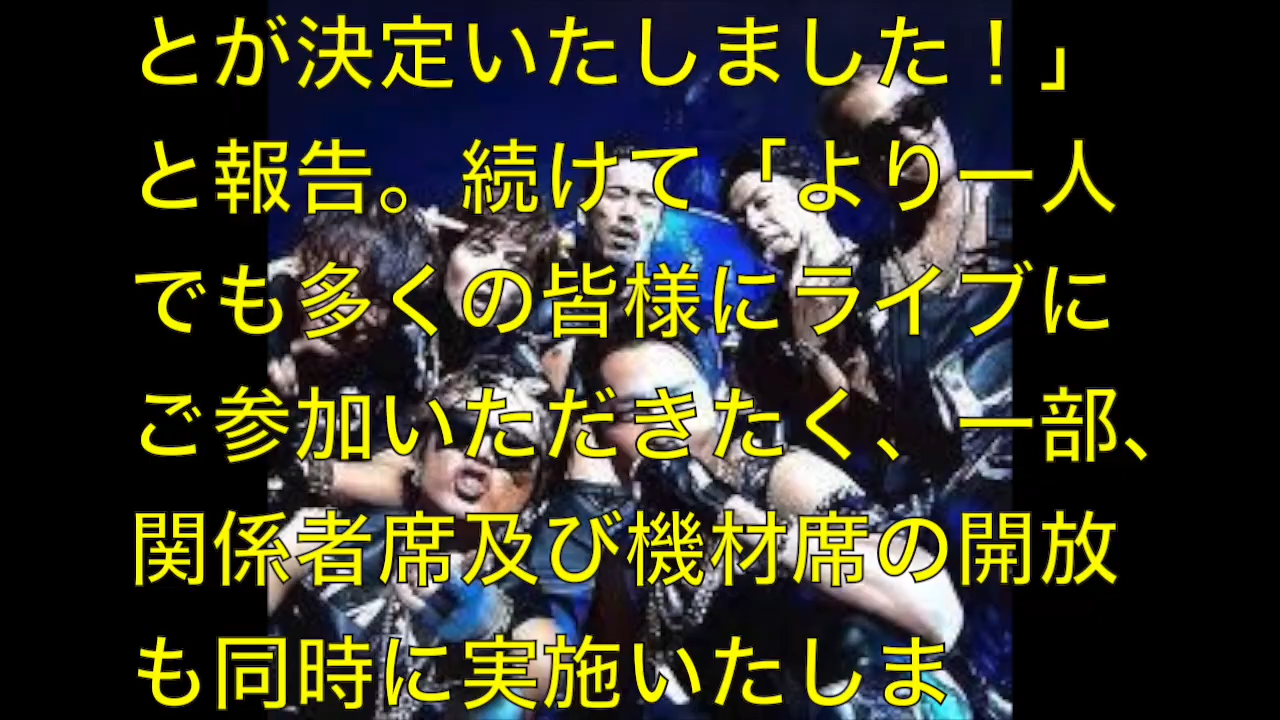 とが決定いたしました！」
と報告。続けて「より一人
でも多くの皆様にライブに
ご参加いただきたく、一部、
関係者席及び機材席の開放
も同時に実施いたしま